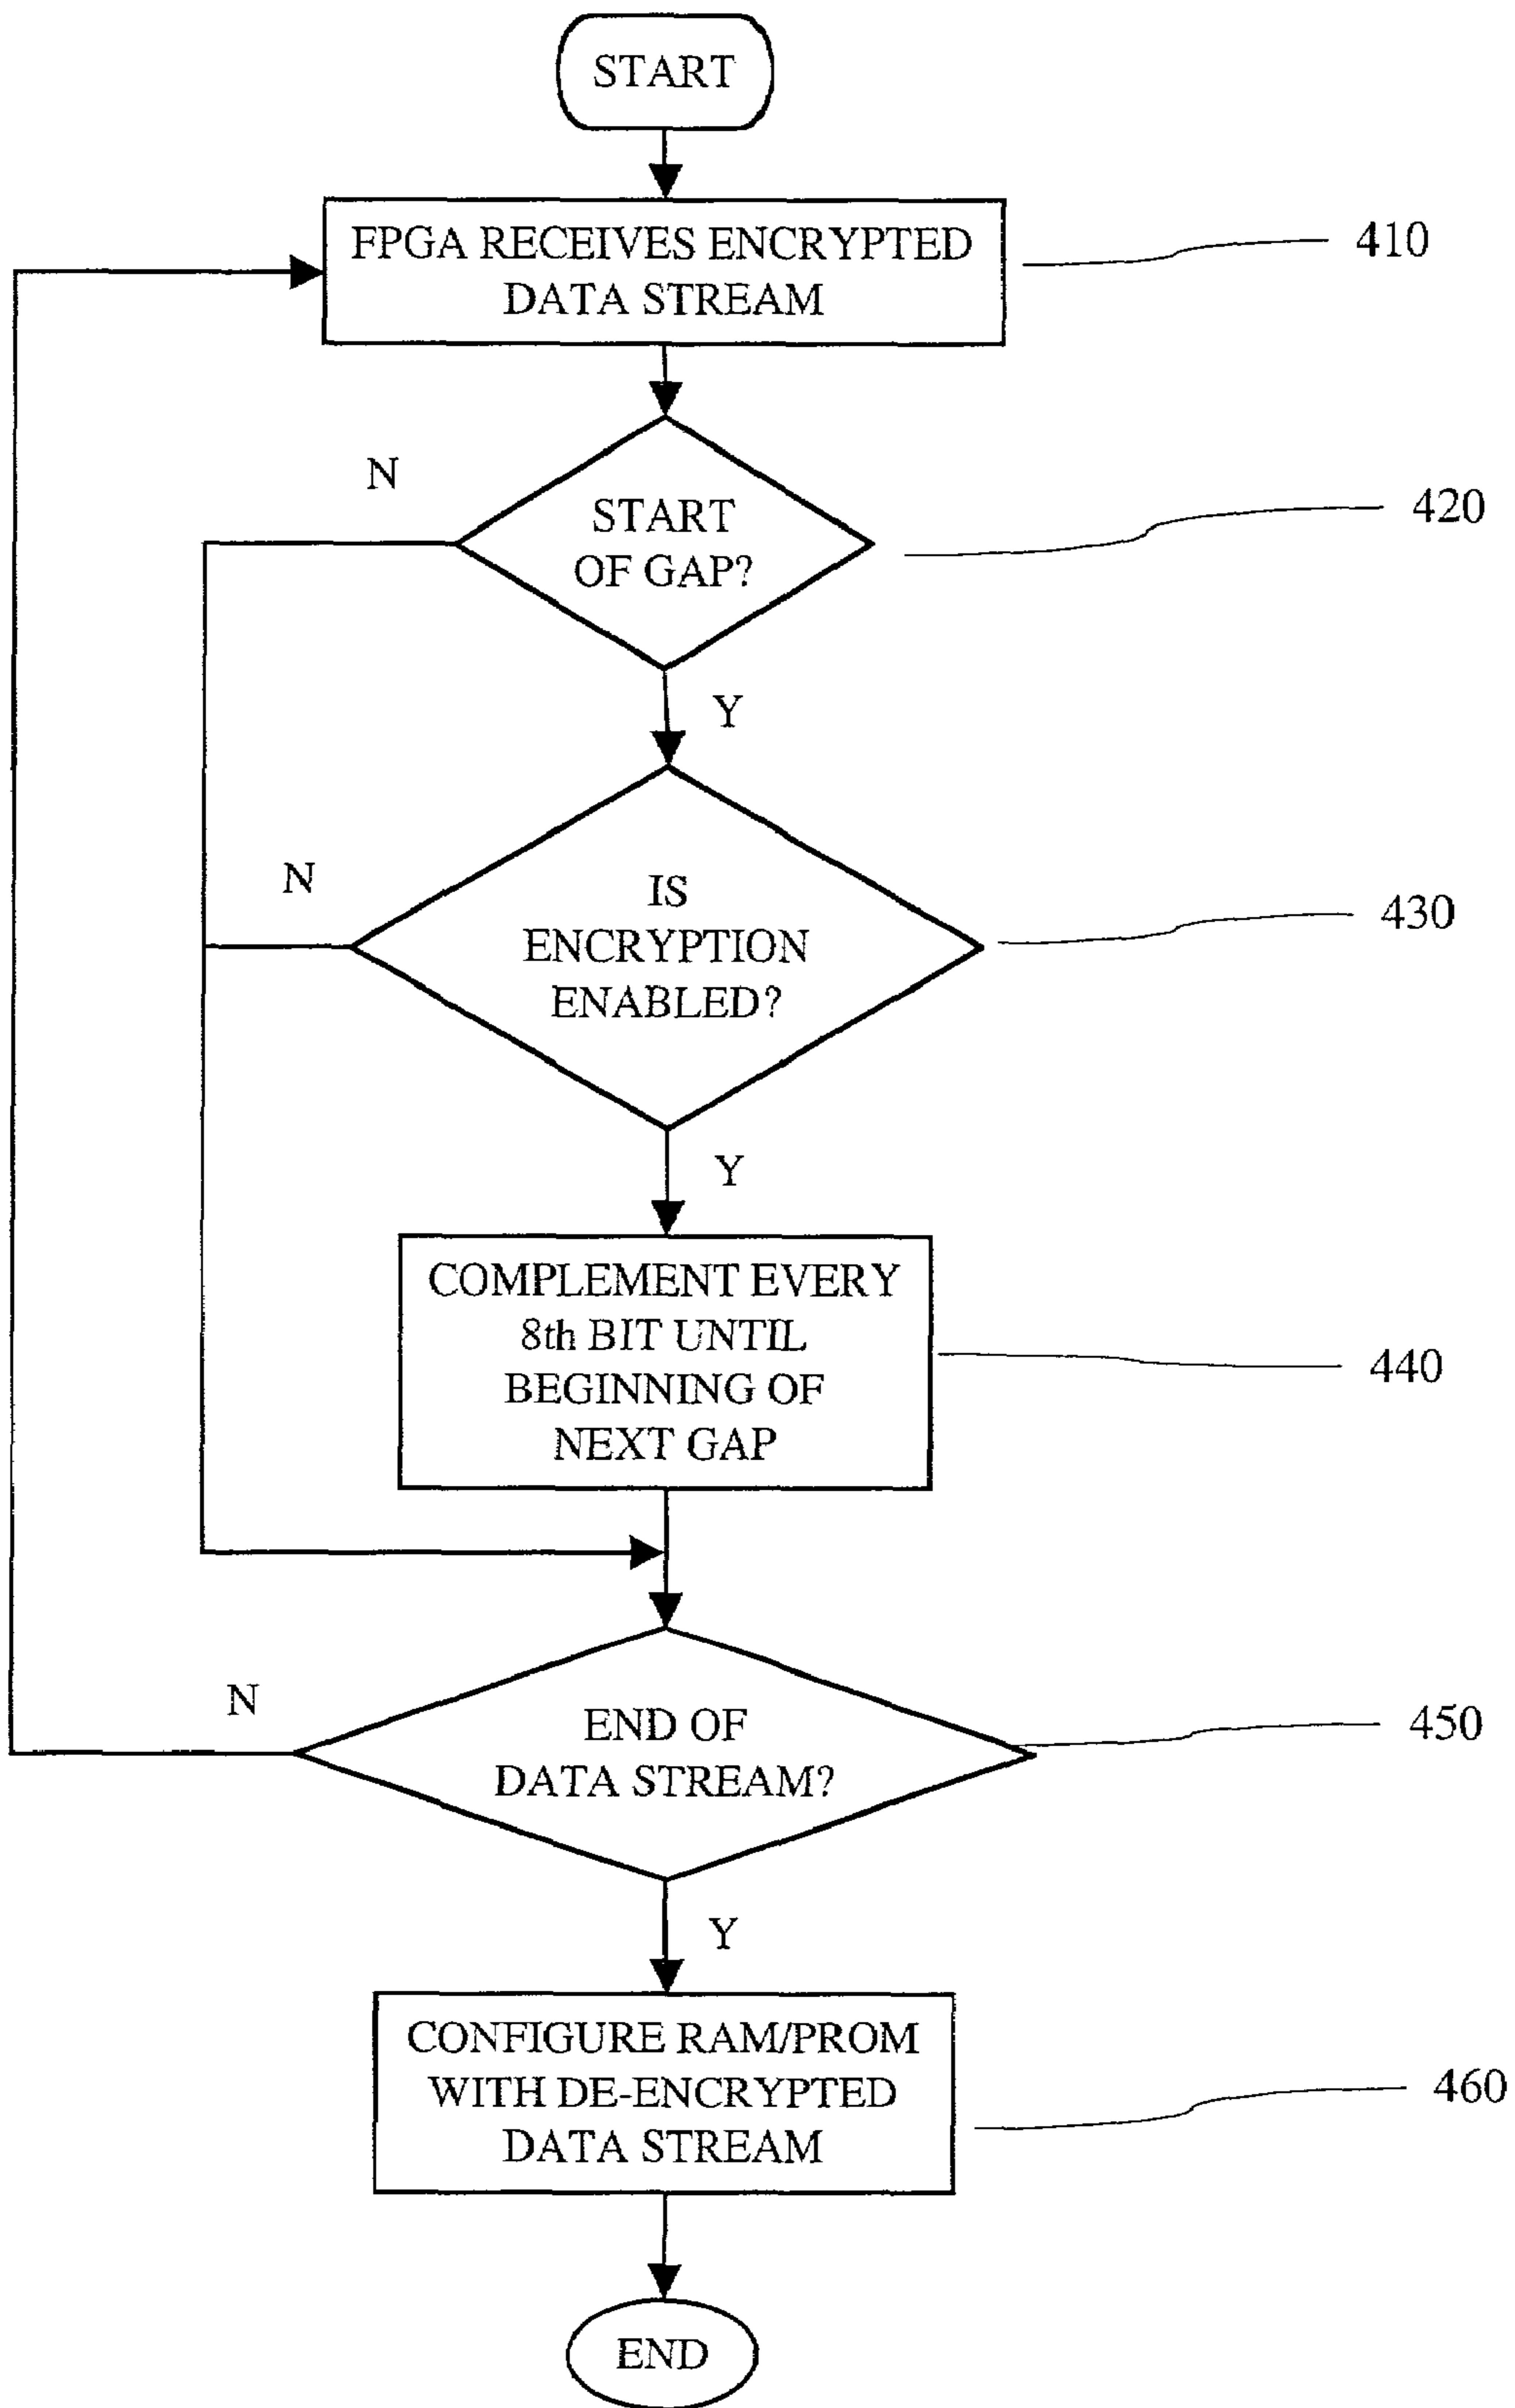 START
FPGA RECEIVES ENCRYPTED
DATA STREAM
410
N
START
OF GAP?
420
Y
N
IS
ENCRYPTION
ENABLED?
430
Y
COMPLEMENT EVERY
8th BIT UNTIL
BEGINNING OF
NEXT GAP
440
N
END OF
DATA STREAM?
450
Y
CONFIGURE RAM/PROM
WITH DE-ENCRYPTED
DATA STREAM
460
END